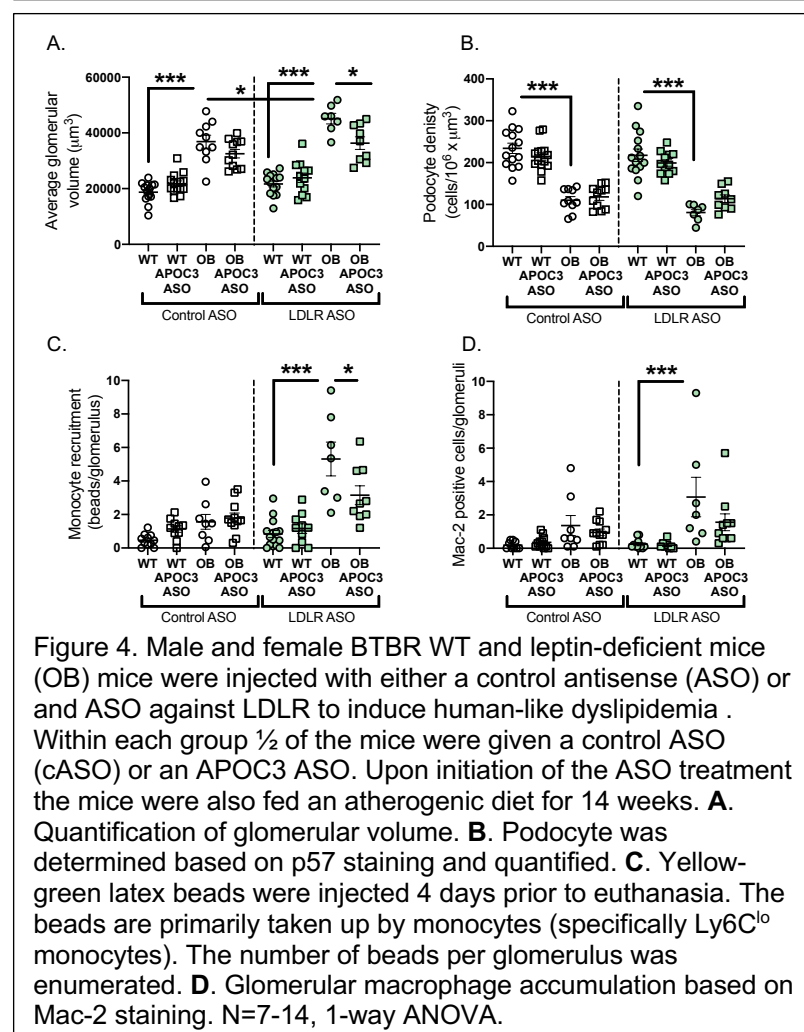 A.
B.
Average glomerular
volume (μm³)
60000
40000
20000
0
***
*
***
*
WT
WT
APOC3
ASO
OB
OB
APOC3
ASO
WT
WT
APOC3
ASO
OB
OB
APOC3
ASO
Control ASO
LDLR ASO
Podocyte denisty
(cells/10⁶ x μm³)
400
300
200
100
0
***
***
WT
WT
APOC3
ASO
OB
OB
APOC3
ASO
WT
WT
APOC3
ASO
OB
OB
APOC3
ASO
Control ASO
LDLR ASO
C.
D.
Monocyte recruitment
(beads/glomerulus)
10
8
6
4
2
0
***
*
WT
WT
APOC3
ASO
OB
OB
APOC3
ASO
WT
WT
APOC3
ASO
OB
OB
APOC3
ASO
Control ASO
LDLR ASO
Mac-2 positive cells/glomeruli
10
8
6
4
2
0
***
WT
WT
APOC3
ASO
OB
OB
APOC3
ASO
WT
WT
APOC3
ASO
OB
OB
APOC3
ASO
Control ASO
LDLR ASO
Figure 4. Male and female BTBR WT and leptin-deficient mice
(OB) mice were injected with either a control antisense (ASO) or
and ASO against LDLR to induce human-like dyslipidemia .
Within each group ½ of the mice were given a control ASO
(cASO) or an APOC3 ASO. Upon initiation of the ASO treatment
the mice were also fed an atherogenic diet for 14 weeks. A.
Quantification of glomerular volume. B. Podocyte was
determined based on p57 staining and quantified. C. Yellow-
green latex beads were injected 4 days prior to euthanasia. The
beads are primarily taken up by monocytes (specifically Ly6Cˡᵒ
monocytes). The number of beads per glomerulus was
enumerated. D. Glomerular macrophage accumulation based on
Mac-2 staining. N=7-14, 1-way ANOVA.